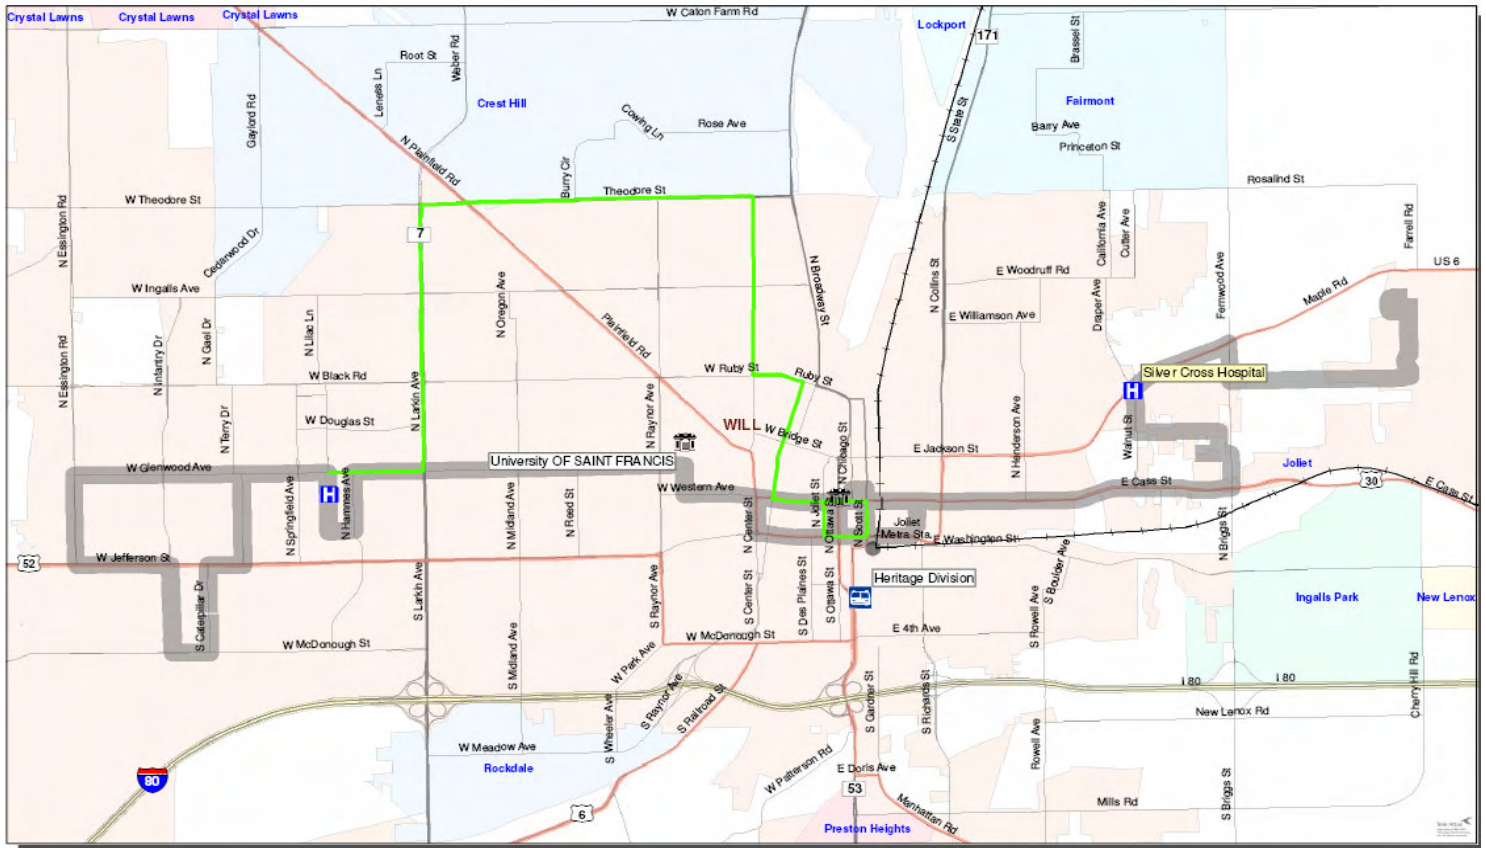 Crystal Lawns
Crystal Lawns
Crystal Lawns
W Caton Farm Rd
Lockport
171
Brassel St
Root St
Weber Rd
Leness Ln
Gaylord Rd
Crest Hill
Cowing Ln
Rose Ave
S State St
Fairmont
Barry Ave
Princeton St
N Plainfield Rd
Burry Cir
Theodore St
Rosalind St
W Theodore St
N Essington Rd
7
Cedarwood Dr
California Ave
Cutter Ave
Farrell Rd
US 6
E Woodruff Rd
Fernwood Ave
Maple Rd
N Broadway St
N Collins St
W Ingalls Ave
N Oregon Ave
Draper Ave
E Williamson Ave
N Essington Rd
N Infantry Dr
N Gael Dr
N Lilac Ln
Plainfield Rd
W Black Rd
W Ruby St
Ruby St
Silver Cross Hospital
H
N Larkin Ave
N Raynor Ave
N Terry Dr
W Douglas St
WILL
W Bridge St
N Chicago St
N Henderson Ave
Walnut St
E Jackson St
W Glenwood Ave
University OF SAINT FRANCIS
Joliet
H
N Hammes Ave
N Springfield Ave
W Western Ave
E Cass St
30
E Cass St
N Midland Ave
N Reed St
N Center St
N Joliet St
N Ottawa St
N Scott St
Joliet
Metra Sta
E Washington St
N Briggs St
52
W Jefferson St
S Boulder Ave
Heritage Division
S Caterpillar Dr
S Larkin Ave
S Raynor Ave
S Center St
S Des Plaines St
S Ottawa St
S Rowell Ave
Ingalls Park
New Lenox
W McDonough St
W McDonough St
E 4th Ave
S Midland Ave
W Park Ave
S Raynor Ave
S Railroad St
S Gardner St
S Richards St
I 80
I 80
Cherry Hill Rd
New Lenox Rd
S Wheeler Ave
W Meadow Ave
Rockdale
Rowell Ave
W Patterson Rd
E Doris Ave
80
53
S Briggs St
6
Manhattan Rd
Mills Rd
Preston Heights